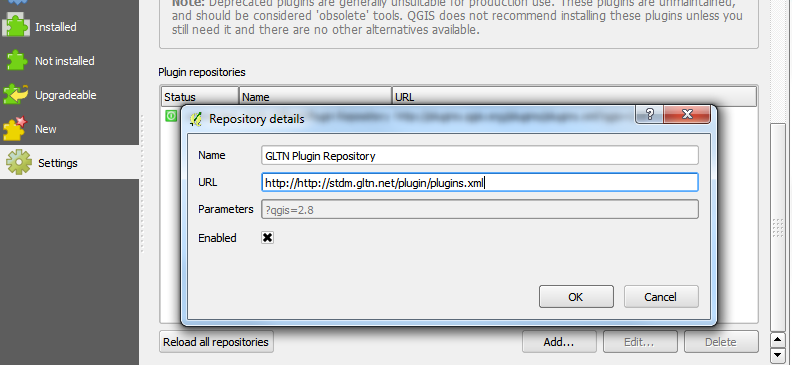 Note: Deprecated plugins are generally unsuitable for production use. These plugins are unmaintained,
and should be considered 'obsolete' tools. QGIS does not recommend installing these plugins unless you
still need it and there are no other alternatives available.
Installed
Not installed
Upgradeable
New
Settings
Plugin repositories
Status Name URL
Repository details
Name GLTN Plugin Repository
URL http://http://stdm.gltn.net/plugin/plugins.xml
Parameters ?qgis=2.8
Enabled
OK Cancel
Reload all repositories Add... Edit... Delete